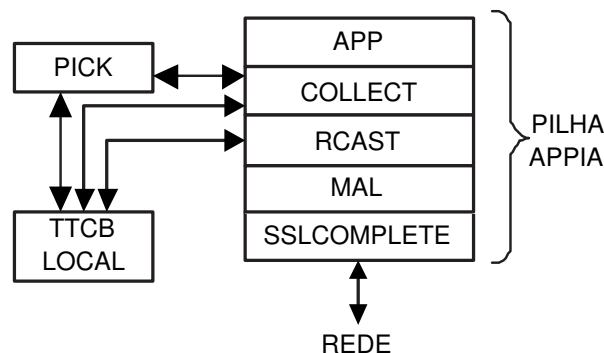 APP
PICK
COLLECT
PILHA
APPIA
RCAST
MAL
TTCB
LOCAL
SSLCOMPLETE
REDE